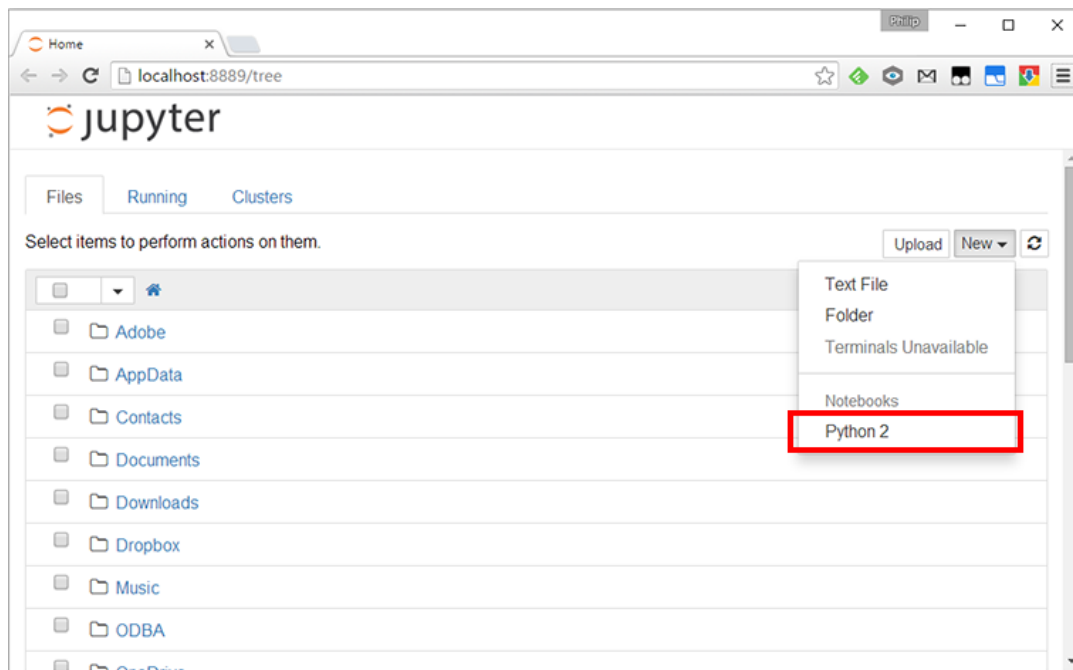 Philip
Home
localhost:8889/tree
jupyter
Files Running Clusters
Select items to perform actions on them.
Upload New
Text File
Folder
Terminals Unavailable
Notebooks
Python 2
Adobe
AppData
Contacts
Documents
Downloads
Dropbox
Music
ODBA
OneDrive